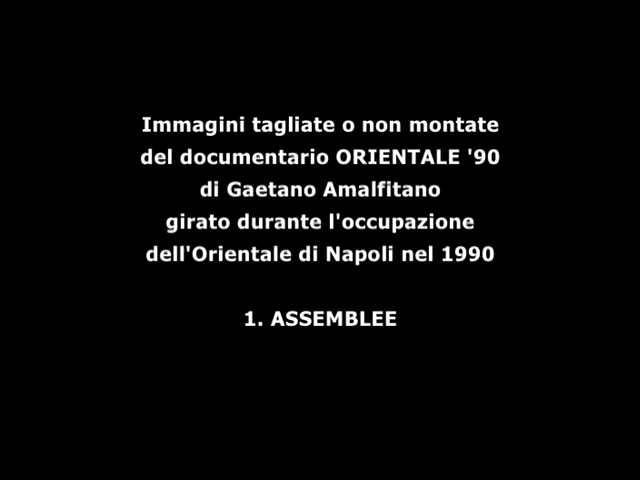 Immagini tagliate o non montate
del documentario ORIENTALE '90
di Gaetano Amalfitano
girato durante l'occupazione
dell'Orientale di Napoli nel 1990
1. ASSEMBLEE